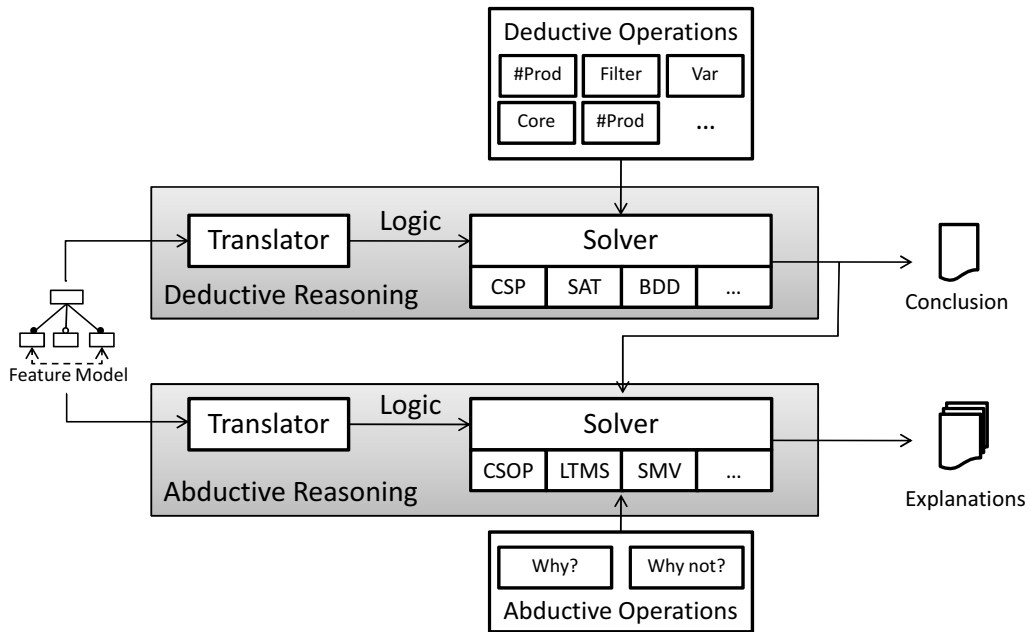 Deductive Operations
#Prod
Filter
Var
Core
#Prod
...
Translator
Logic
Solver
CSP
SAT
BDD
...
Deductive Reasoning
Conclusion
Feature Model
Translator
Logic
Solver
CSOP
LTMS
SMV
...
Abductive Reasoning
Explanations
Why?
Why not?
Abductive Operations